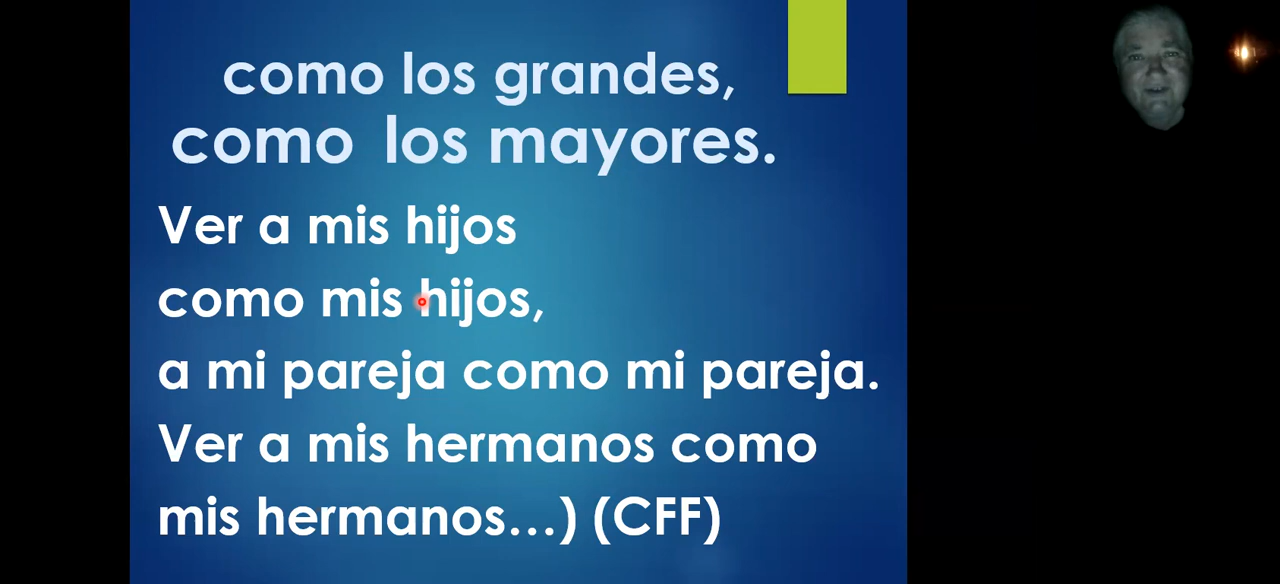 como los grandes,
como los mayores.
Ver a mis hijos
como mis hijos,
a mi pareja como mi pareja.
Ver a mis hermanos como
mis hermanos...) (CFF)